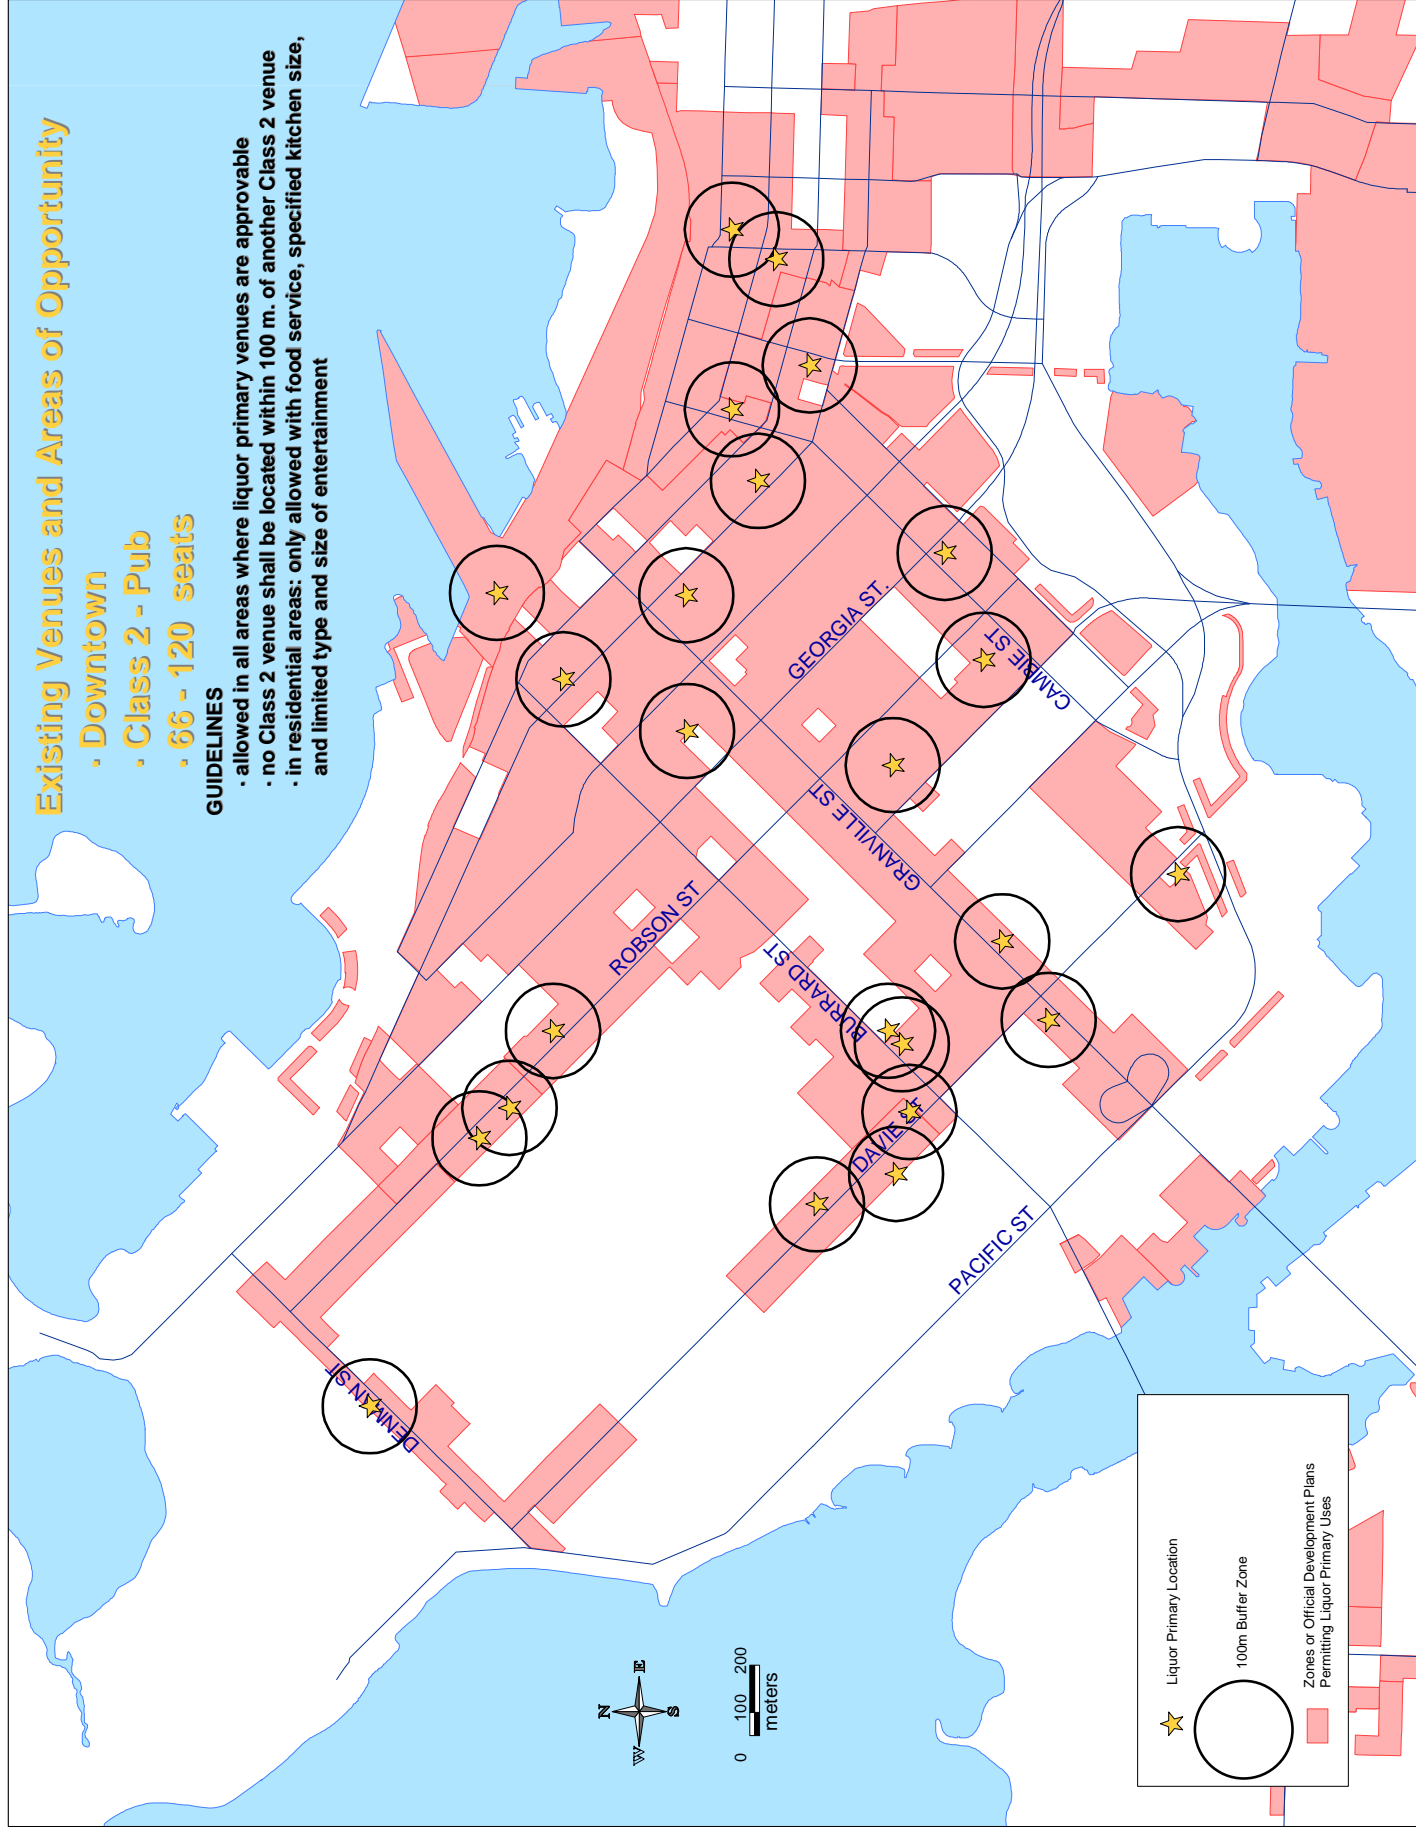 Existing Venues and Areas of Opportunity
· Downtown
· Class 2 - Pub
· 66 - 120 seats
GUIDELINES
· allowed in all areas where liquor primary venues are approvable
· no Class 2 venue shall be located within 100 m. of another Class 2 venue
· in residential areas: only allowed with food service, specified kitchen size,
and limited type and size of entertainment
GEORGIA ST.
CAMBIE ST
GRANVILLE ST
ROBSON ST
BURRARD ST
DAVIE ST
PACIFIC ST
DENMAN ST
N
W E
S
0 100 200
meters
Liquor Primary Location
100m Buffer Zone
Zones or Official Development Plans
Permitting Liquor Primary Uses